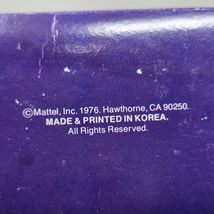 ©Mattel, Inc. 1976. Hawthorne, CA 90250.
MADE & PRINTED IN KOREA.
All Rights Reserved.